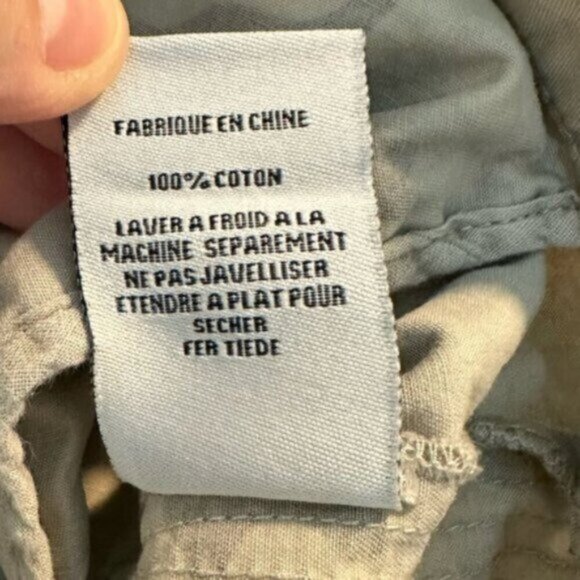 FABRIQUE EN CHINE
100% COTON
LAVER A FROID A LA
MACHINE SEPAREMENT
NE PAS JAVELLISER
ETENDRE A PLAT POUR
SECHER
FER TIEDE